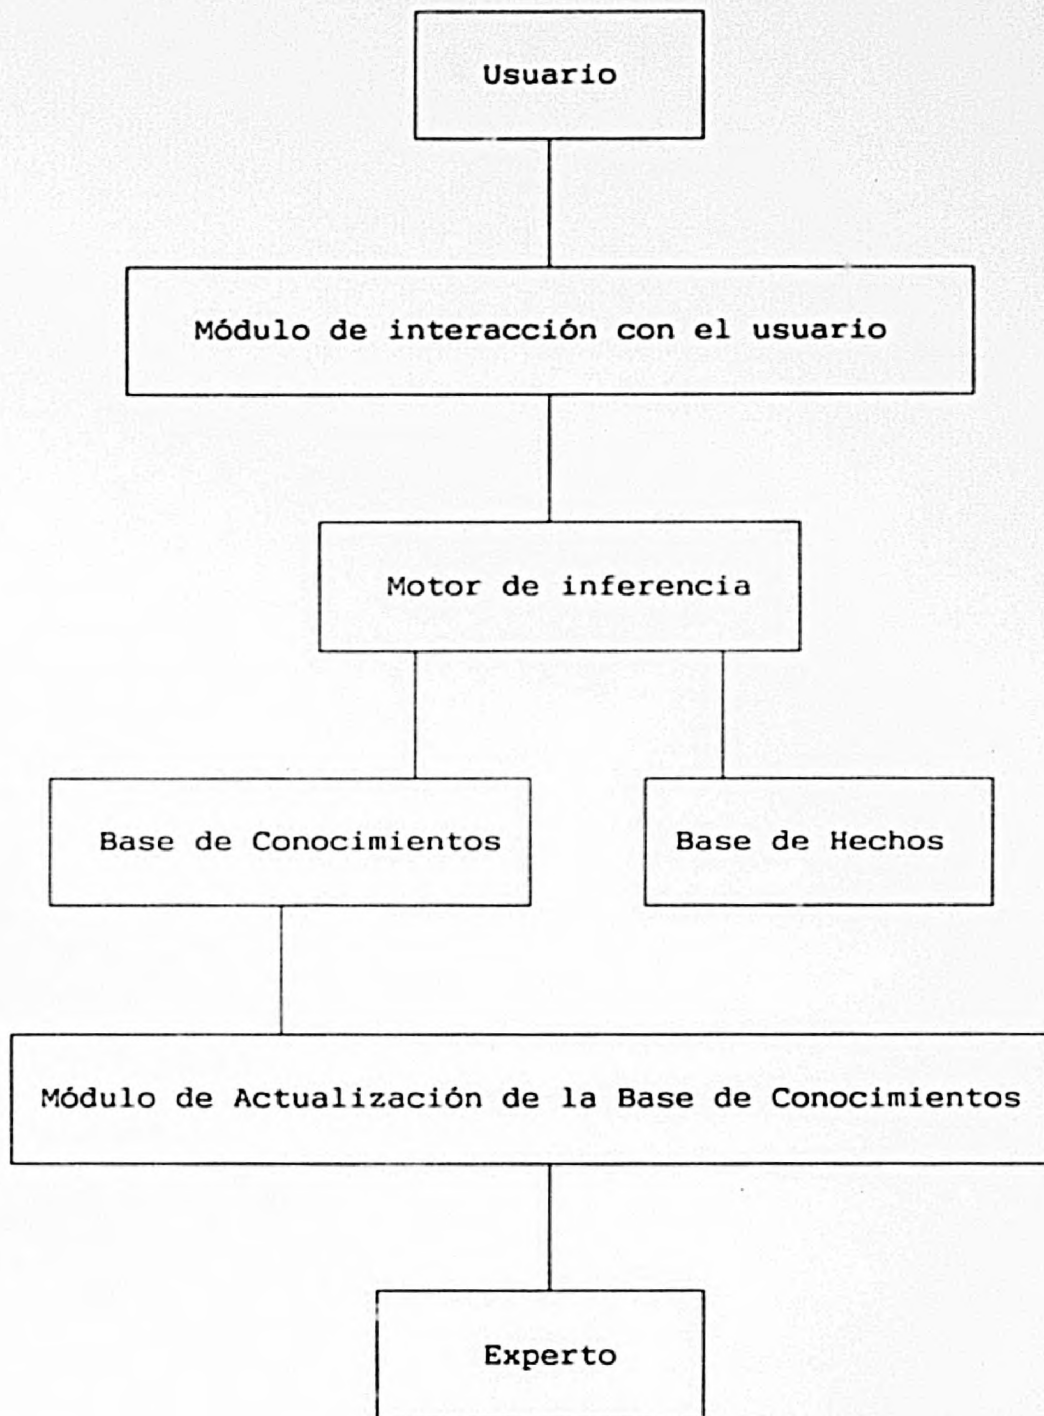 Usuario
Módulo de interacción con el usuario
Motor de inferencia
Base de Conocimientos
Base de Hechos
Módulo de Actualización de la Base de Conocimientos
Experto